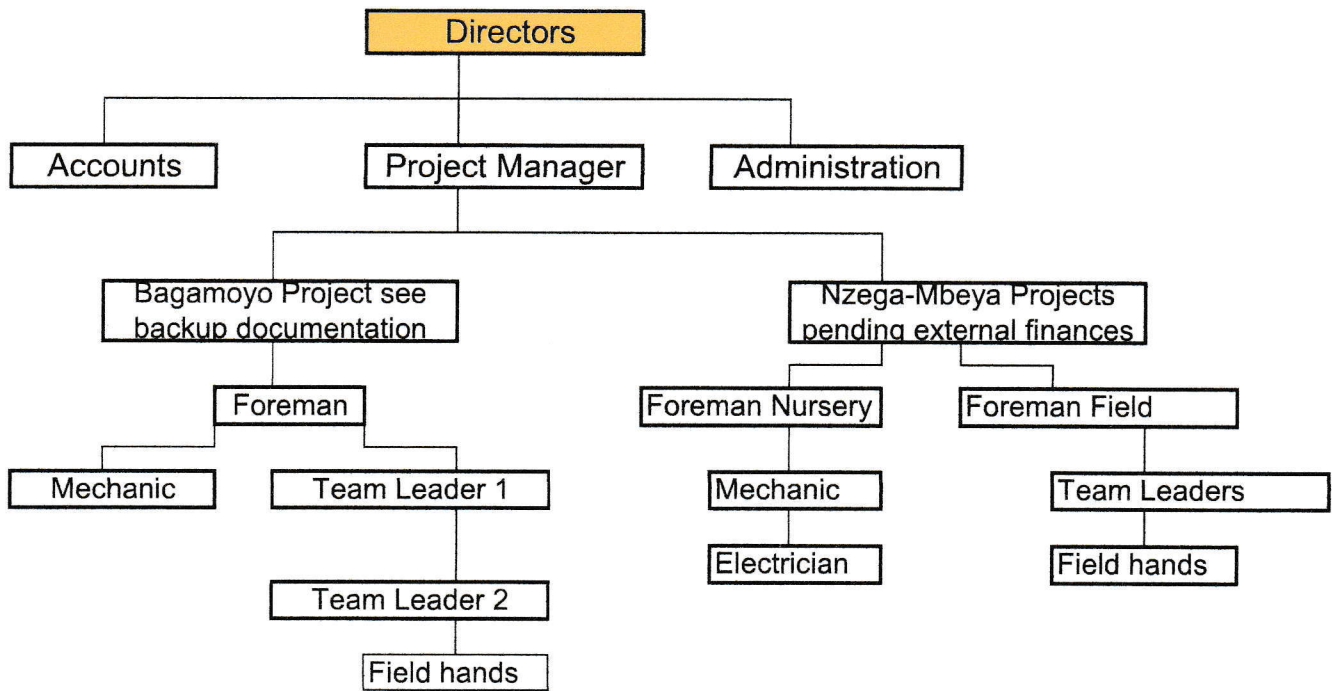 Directors
Accounts
Project Manager
Administration
Bagamoyo Project see
backup documentation
Nzega-Mbeya Projects
pending external finances
Foreman
Foreman Nursery
Foreman Field
Mechanic
Team Leader 1
Mechanic
Team Leaders
Electrician
Field hands
Team Leader 2
Field hands